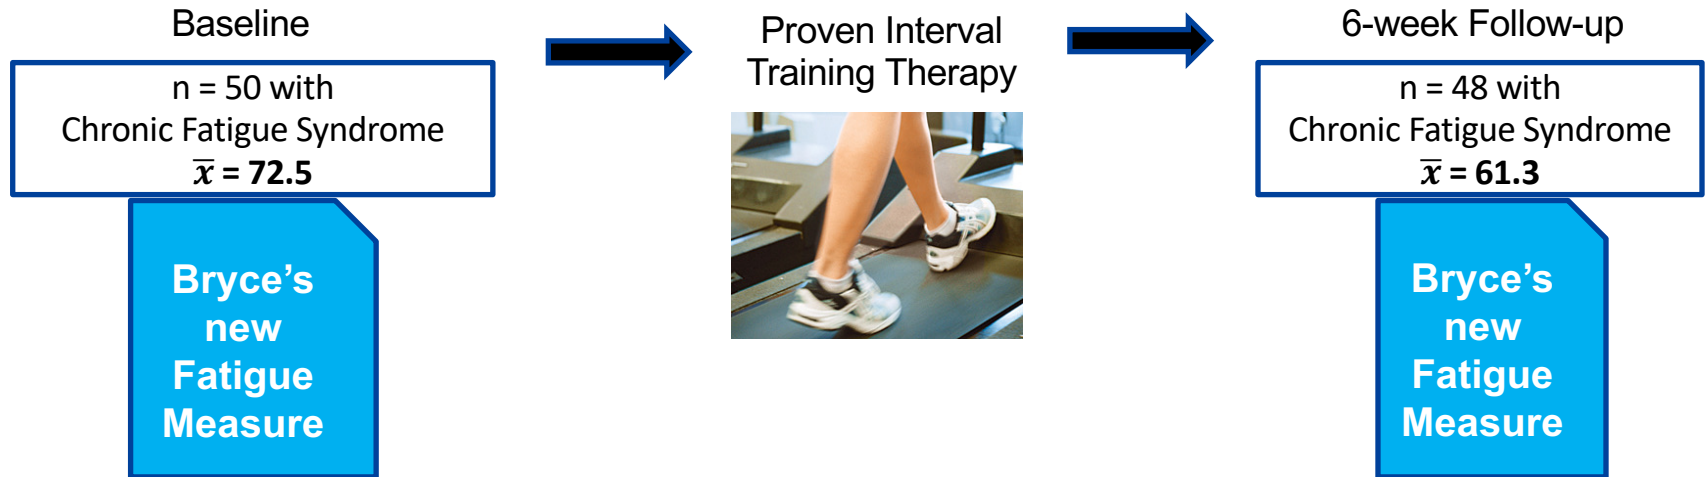 Baseline
n = 50 with
Chronic Fatigue Syndrome
x̅ = 72.5
Bryce’s
new
Fatigue
Measure
Proven Interval
Training Therapy
6-week Follow-up
n = 48 with
Chronic Fatigue Syndrome
x̅ = 61.3
Bryce’s
new
Fatigue
Measure